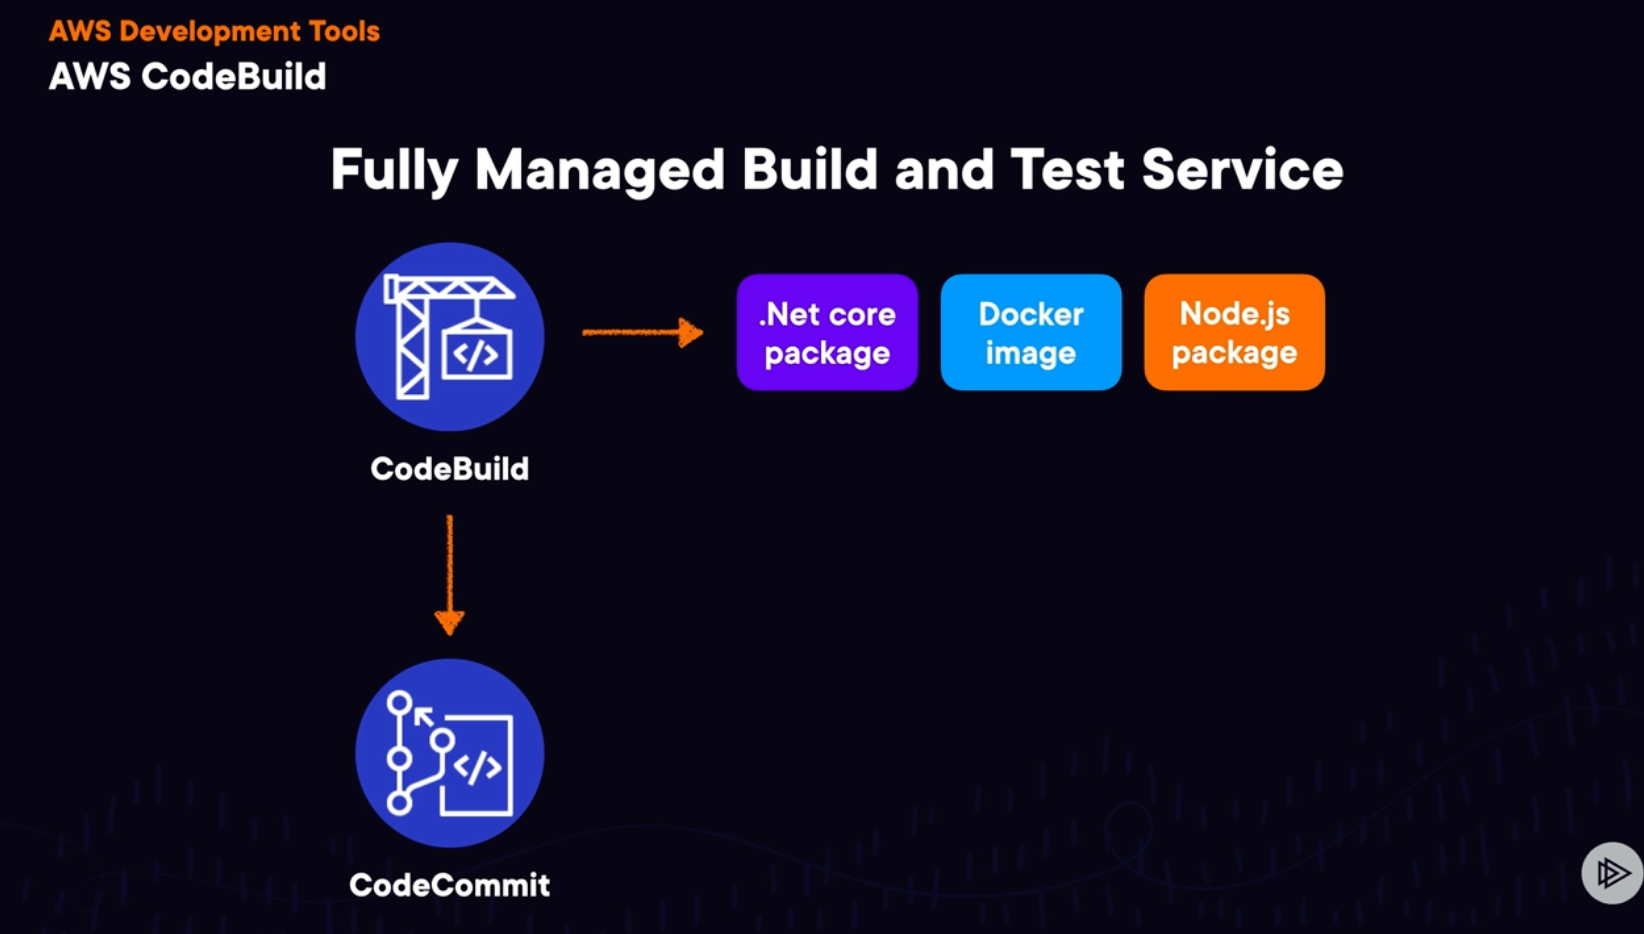 AWS Development Tools
AWS CodeBuild
Fully Managed Build and Test Service
.Net core
package
Docker
image
Node.js
package
</>
CodeBuild
</>
CodeCommit